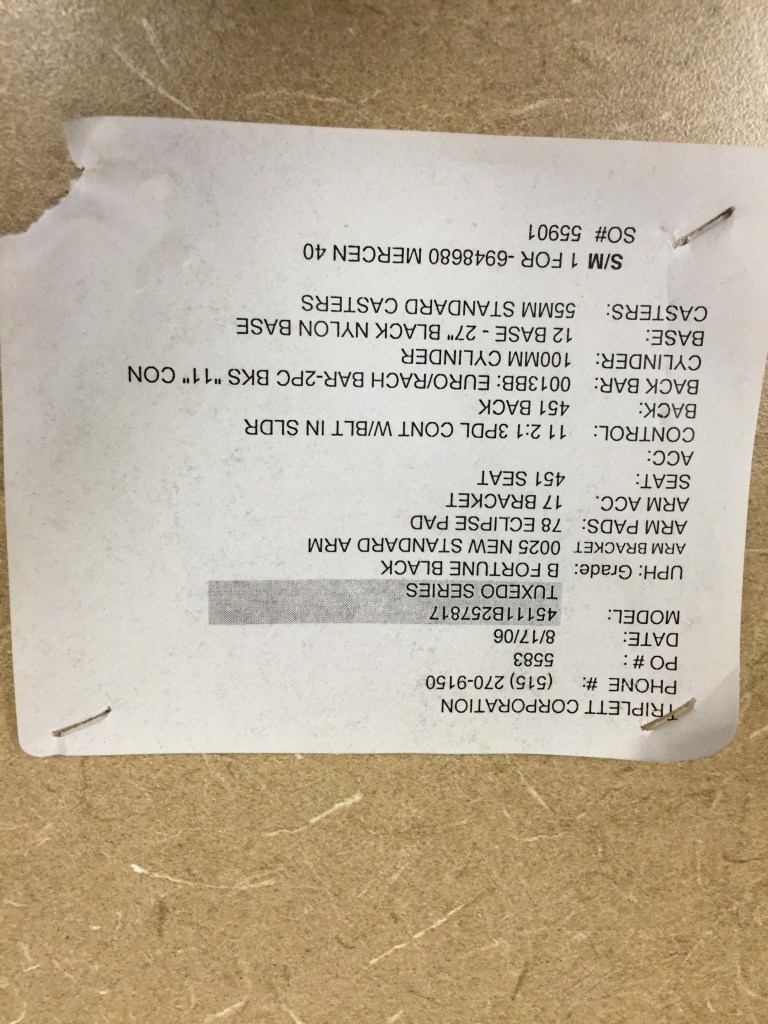 TRIPLETT CORPORATION
PHONE #: (515) 270-9150
PO # : 5583
DATE: 8/17/06
MODEL: 45111B257817
TUXEDO SERIES
UPH: Grade: B FORTUNE BLACK
ARM BRACKET 0025 NEW STANDARD ARM
ARM PADS: 78 ECLIPSE PAD
ARM ACC. 17 BRACKET
SEAT: 451 SEAT
ACC:
CONTROL: 11 2:1 3PDL CONT W/BLT IN SLDR
BACK: 451 BACK
BACK BAR: 0013BB: EURO/RACH BAR-2PC BKS "11" CON
CYLINDER: 100MM CYLINDER
BASE: 12 BASE - 27" BLACK NYLON BASE
CASTERS: 55MM STANDARD CASTERS
S/M 1 FOR -6948680 MERCEN 40
SO# 55901